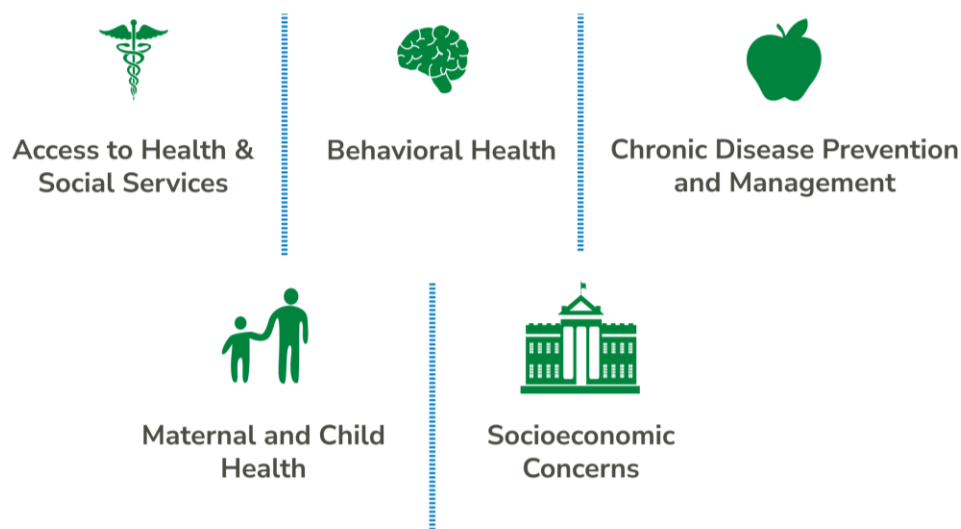 Access to Health &
Social Services
Behavioral Health
Chronic Disease Prevention
and Management
Maternal and Child
Health
Socioeconomic
Concerns